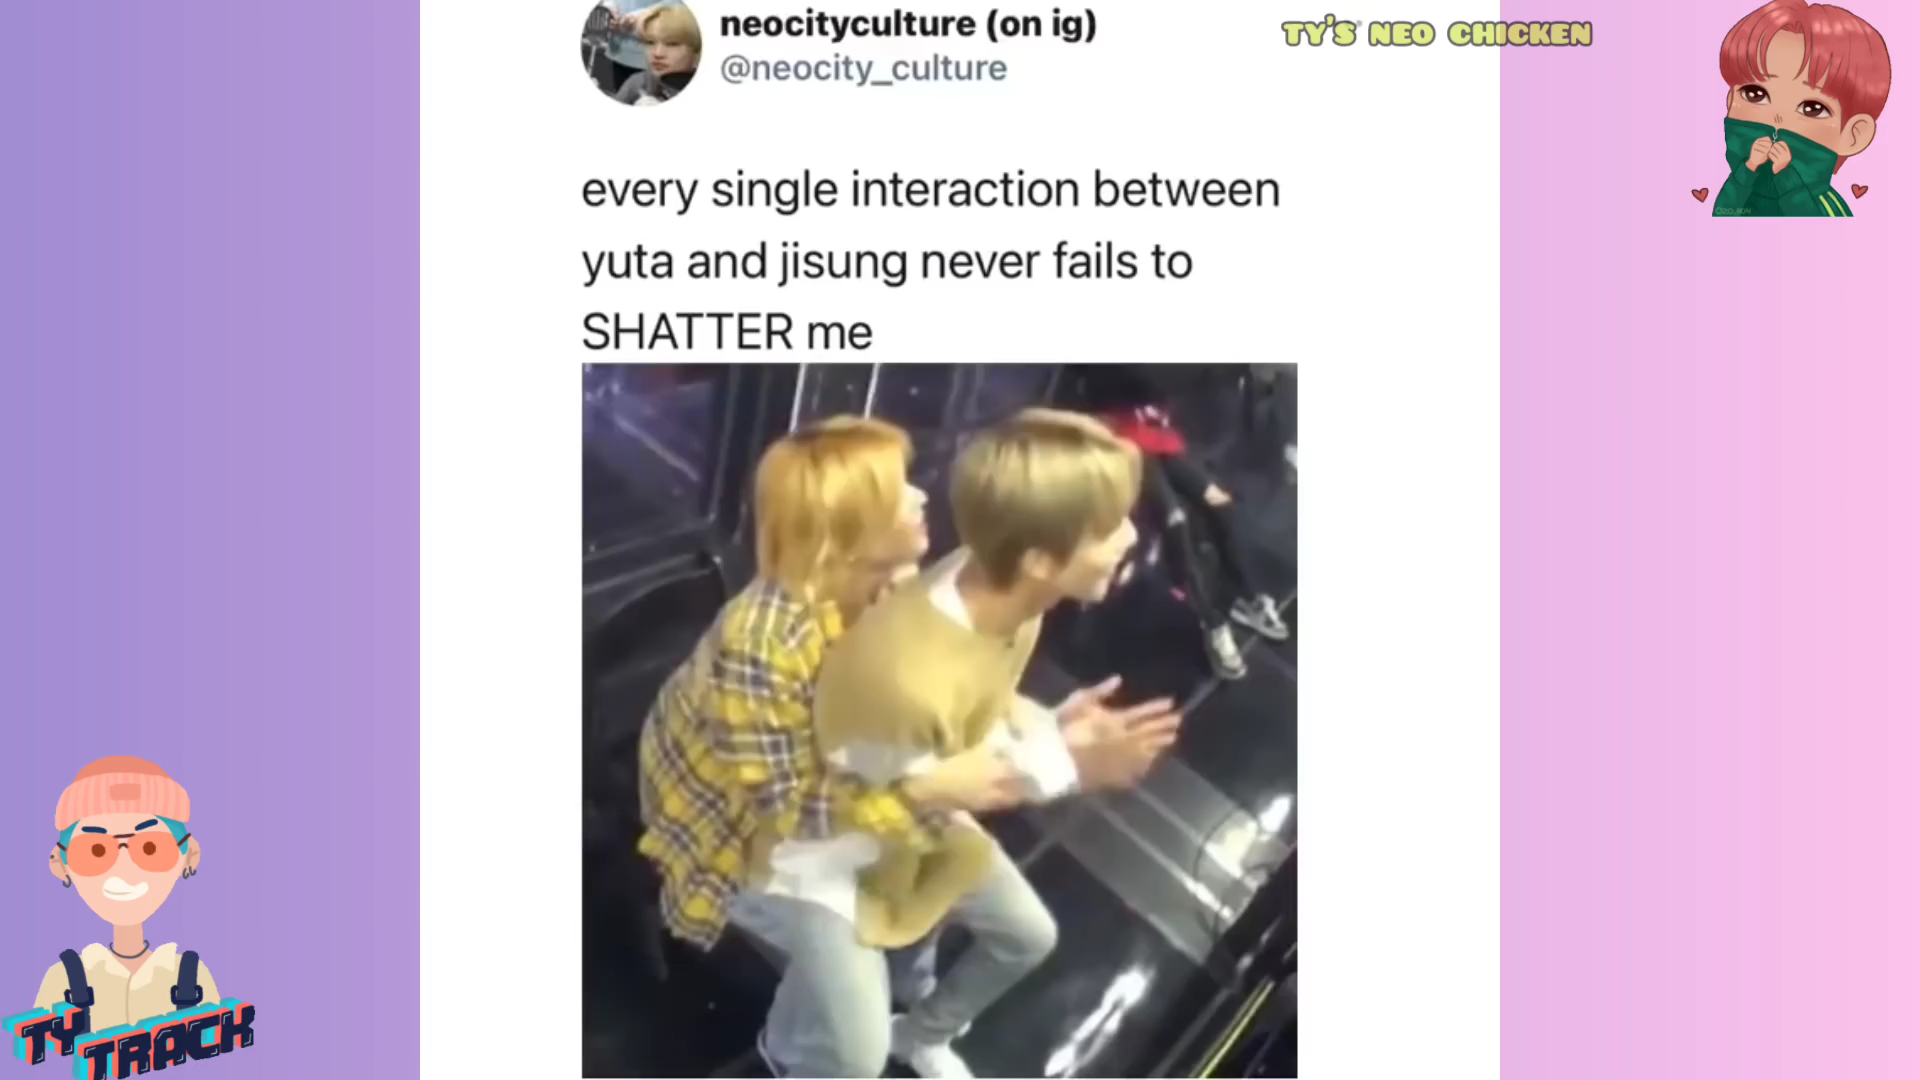 neocityculture (on ig)
@neocity_culture
TY'S NEO CHICKEN
every single interaction between
yuta and jisung never fails to
SHATTER me
TY
TRACK